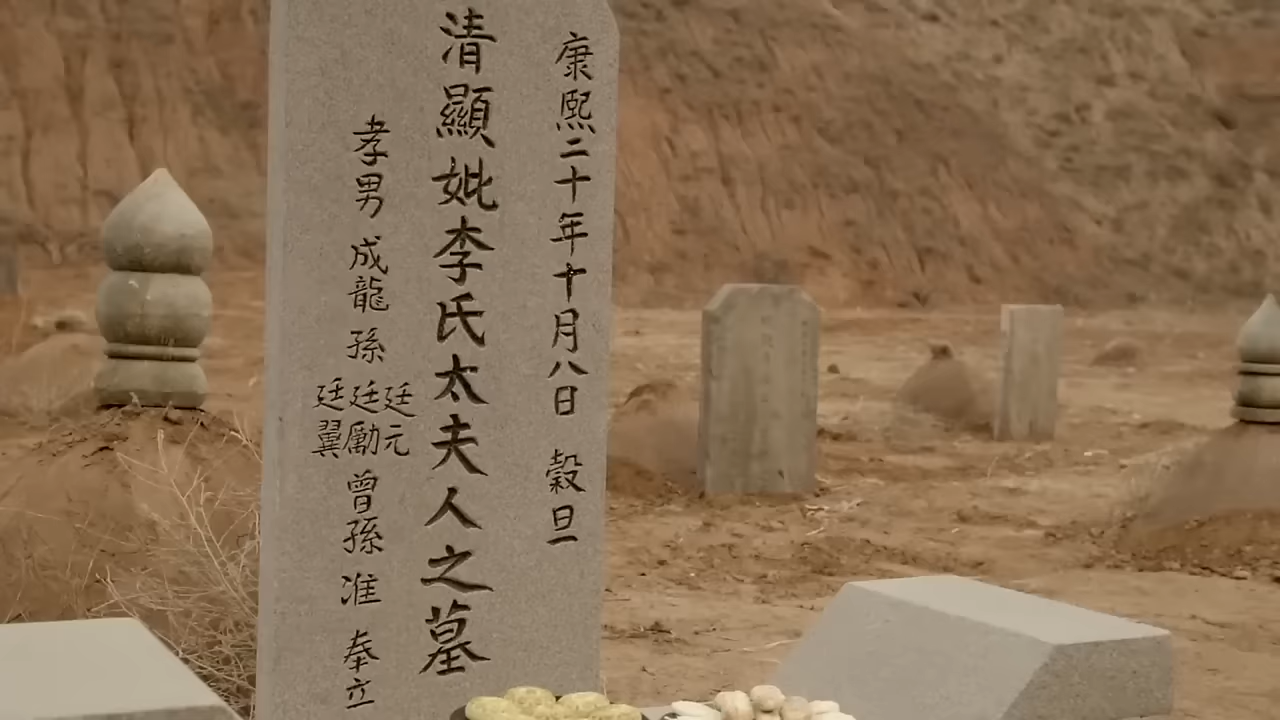 康熙二十年十月八日 穀旦
清顯妣李氏太夫人之墓
孝男 成龍 孫 廷元 廷勵 廷翼 曾孫 准 奉立